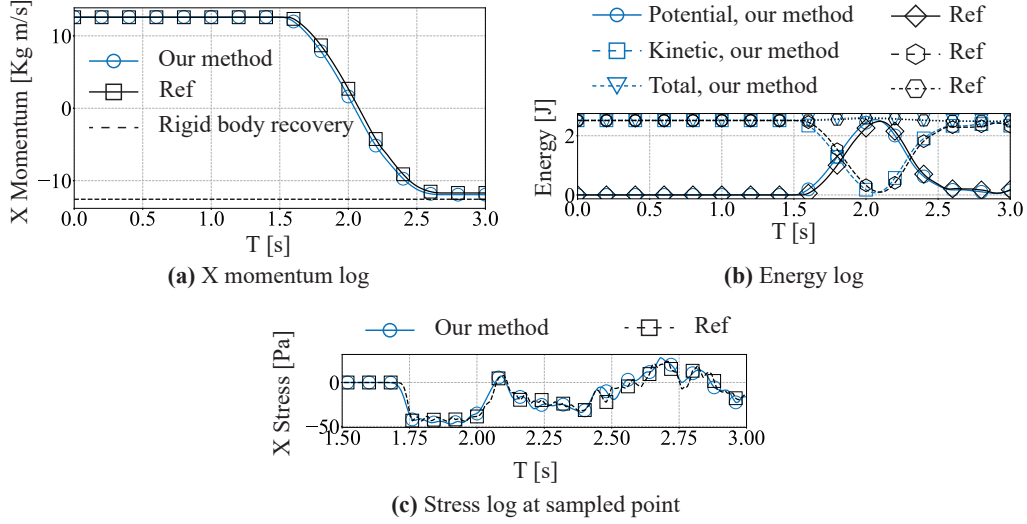 X Momentum [Kg m/s]
10
0
−10
Our method
Ref
Rigid body recovery
0.0 0.5 1.0 1.5 2.0 2.5 3.0
T [s]
(a) X momentum log
Potential, our method Ref
Kinetic, our method Ref
Total, our method Ref
Energy [J]
2
0
0.0 0.5 1.0 1.5 2.0 2.5 3.0
T [s]
(b) Energy log
Our method Ref
X Stress [Pa]
0
−50
1.50 1.75 2.00 2.25 2.50 2.75 3.00
T [s]
(c) Stress log at sampled point